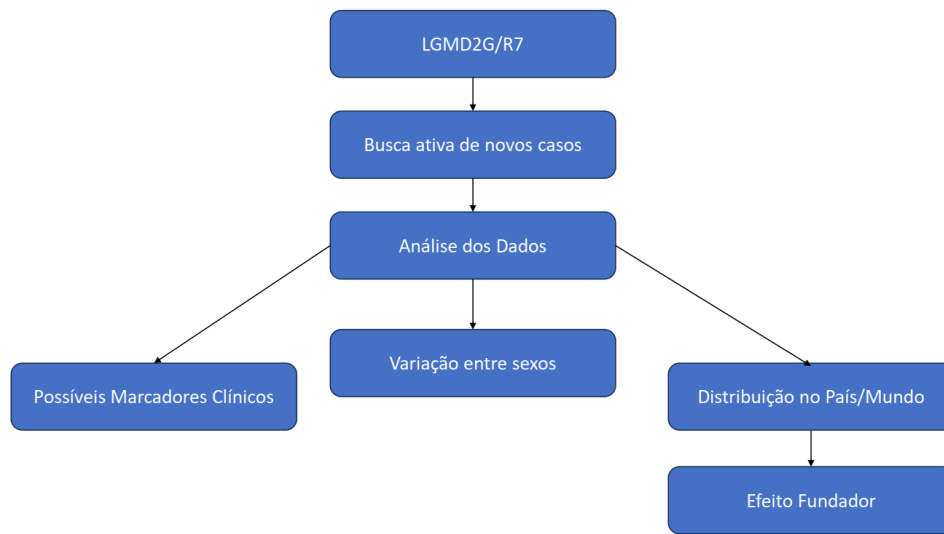 LGMD2G/R7
Busca ativa de novos casos
Análise dos Dados
Variação entre sexos
Possíveis Marcadores Clínicos
Distribuição no País/Mundo
Efeito Fundador